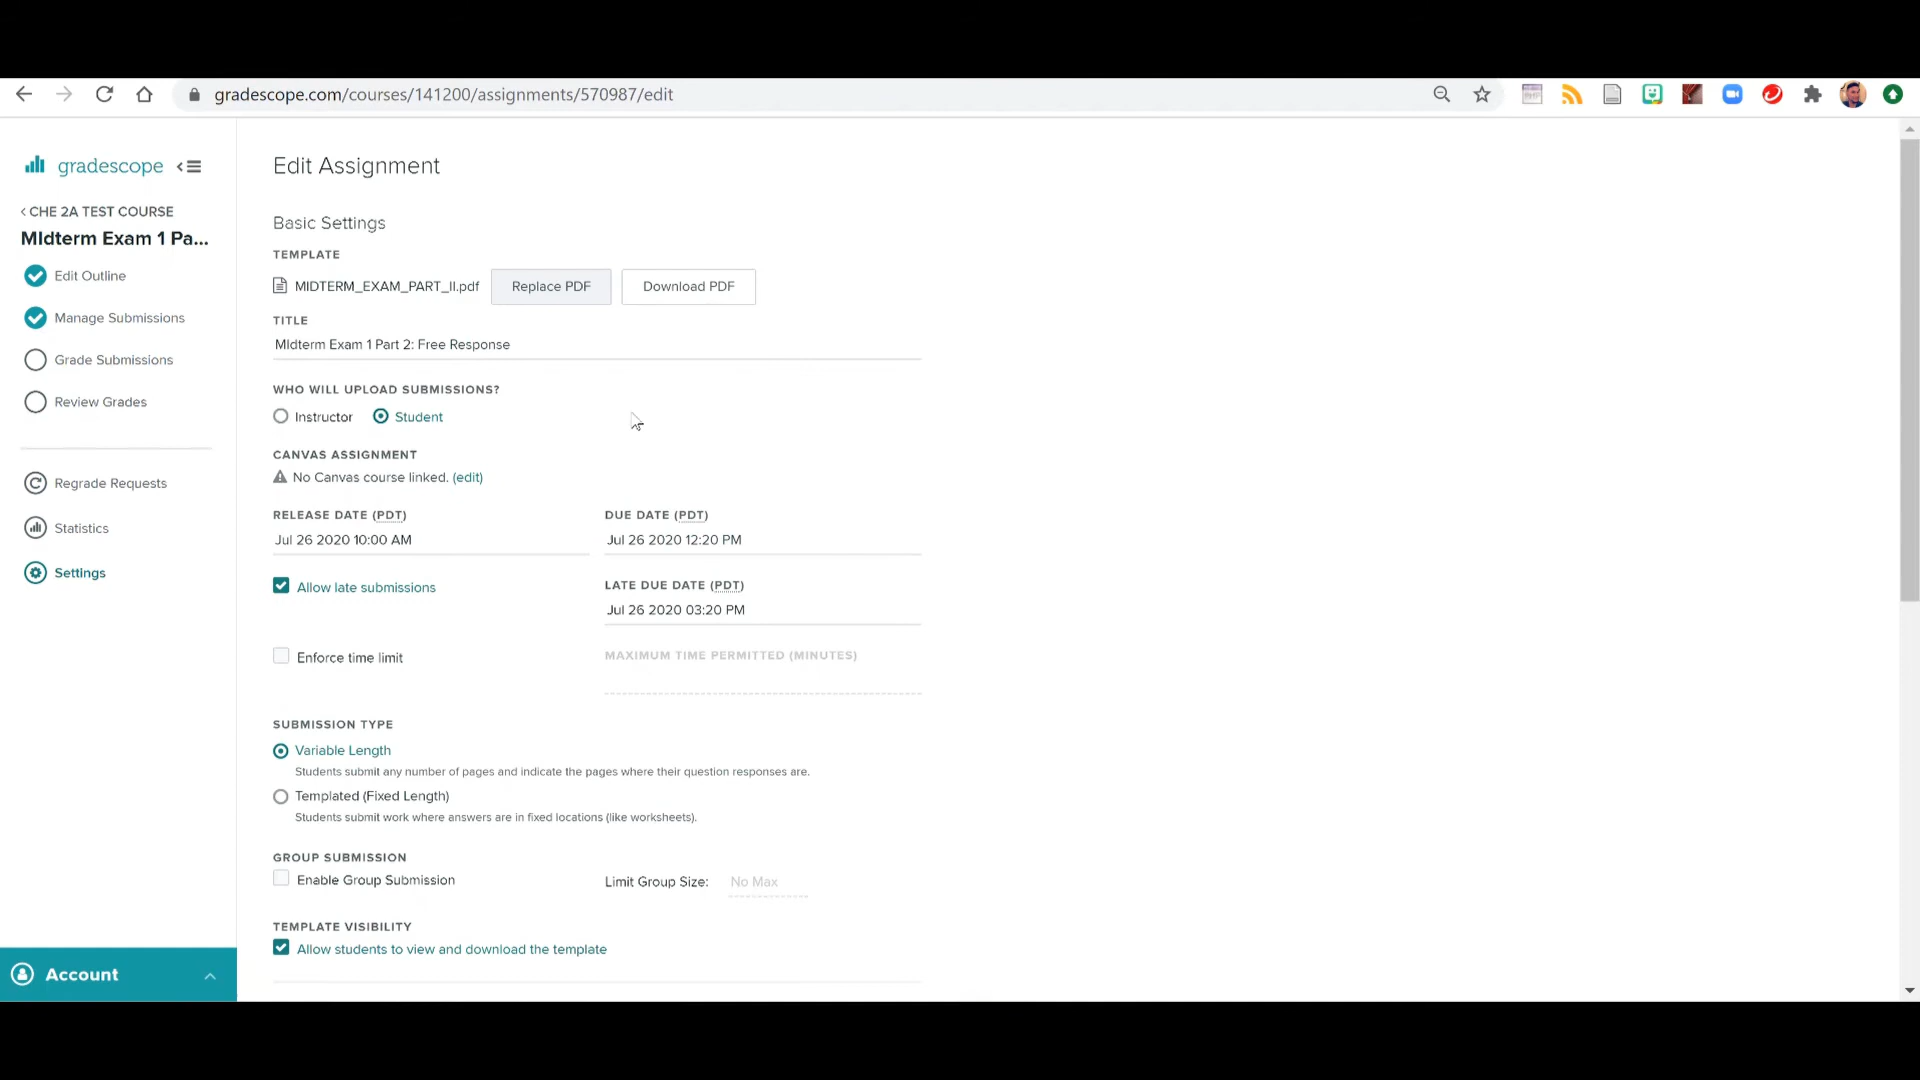 gradescope.com/courses/141200/assignments/570987/edit
gradescope
< CHE 2A TEST COURSE
MIdterm Exam 1 Pa...
Edit Outline
Manage Submissions
Grade Submissions
Review Grades
Regrade Requests
Statistics
Settings
Account
Edit Assignment
Basic Settings
TEMPLATE
MIDTERM_EXAM_PART_II.pdf Replace PDF Download PDF
TITLE
MIdterm Exam 1 Part 2: Free Response
WHO WILL UPLOAD SUBMISSIONS?
Instructor Student
CANVAS ASSIGNMENT
No Canvas course linked. (edit)
RELEASE DATE (PDT) DUE DATE (PDT)
Jul 26 2020 10:00 AM Jul 26 2020 12:20 PM
Allow late submissions LATE DUE DATE (PDT)
Jul 26 2020 03:20 PM
Enforce time limit MAXIMUM TIME PERMITTED (MINUTES)
SUBMISSION TYPE
Variable Length
Students submit any number of pages and indicate the pages where their question responses are.
Templated (Fixed Length)
Students submit work where answers are in fixed locations (like worksheets).
GROUP SUBMISSION
Enable Group Submission Limit Group Size: No Max
TEMPLATE VISIBILITY
Allow students to view and download the template